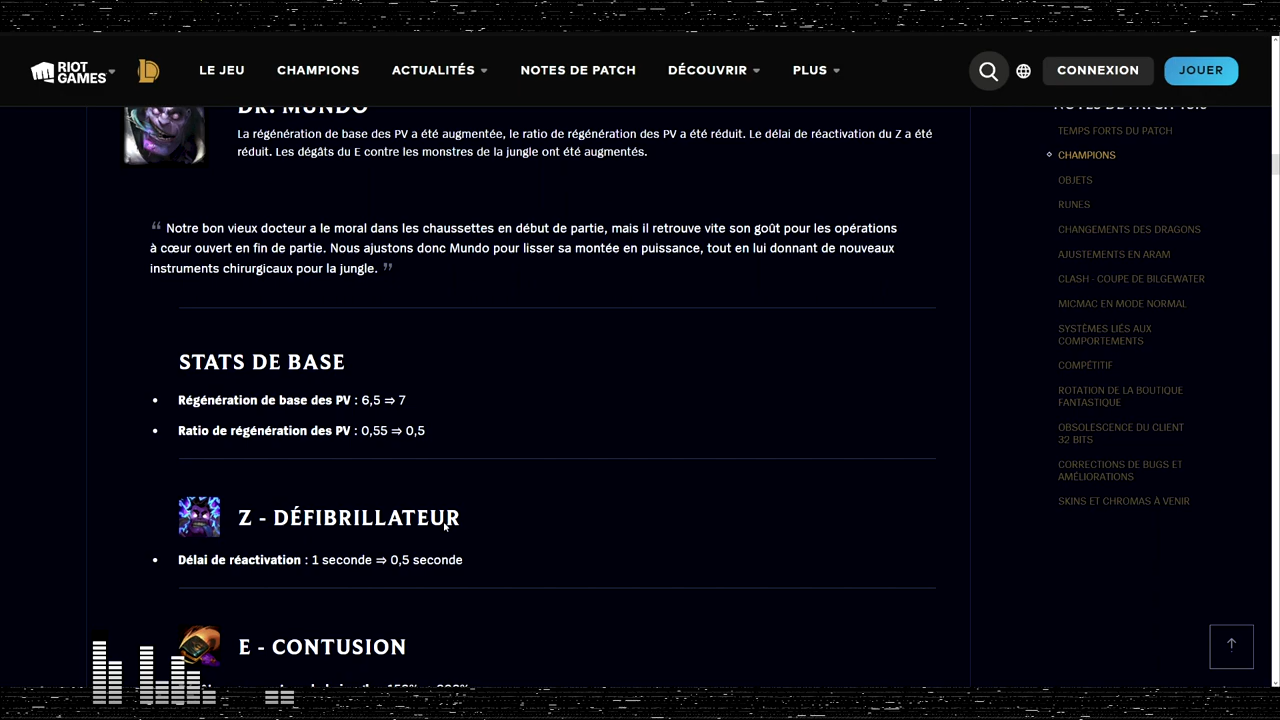 RIOT GAMES
LE JEU
CHAMPIONS
ACTUALITÉS
NOTES DE PATCH
DÉCOUVRIR
PLUS
CONNEXION
JOUER
DR. MUNDO
La régénération de base des PV a été augmentée, le ratio de régénération des PV a été réduit. Le délai de réactivation du Z a été
réduit. Les dégâts du E contre les monstres de la jungle ont été augmentés.
“ Notre bon vieux docteur a le moral dans les chaussettes en début de partie, mais il retrouve vite son goût pour les opérations
à cœur ouvert en fin de partie. Nous ajustons donc Mundo pour lisser sa montée en puissance, tout en lui donnant de nouveaux
instruments chirurgicaux pour la jungle. ”
STATS DE BASE
• Régénération de base des PV : 6,5 ⇒ 7
• Ratio de régénération des PV : 0,55 ⇒ 0,5
Z - DÉFIBRILLATEUR
• Délai de réactivation : 1 seconde ⇒ 0,5 seconde
E - CONTUSION
NOTES DE PATCH
TEMPS FORTS DU PATCH
CHAMPIONS
OBJETS
RUNES
CHANGEMENTS DES DRAGONS
AJUSTEMENTS EN ARAM
CLASH - COUPE DE BILGEWATER
MICMAC EN MODE NORMAL
SYSTÈMES LIÉS AUX
COMPORTEMENTS
COMPÉTITIF
ROTATION DE LA BOUTIQUE
FANTASTIQUE
OBSOLESCENCE DU CLIENT
32 BITS
CORRECTIONS DE BUGS ET
AMÉLIORATIONS
SKINS ET CHROMAS À VENIR